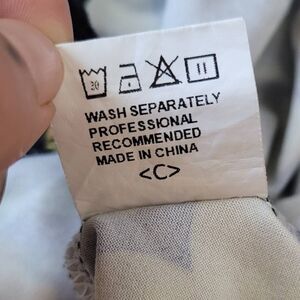 30
WASH SEPARATELY
PROFESSIONAL
RECOMMENDED
MADE IN CHINA
<C>